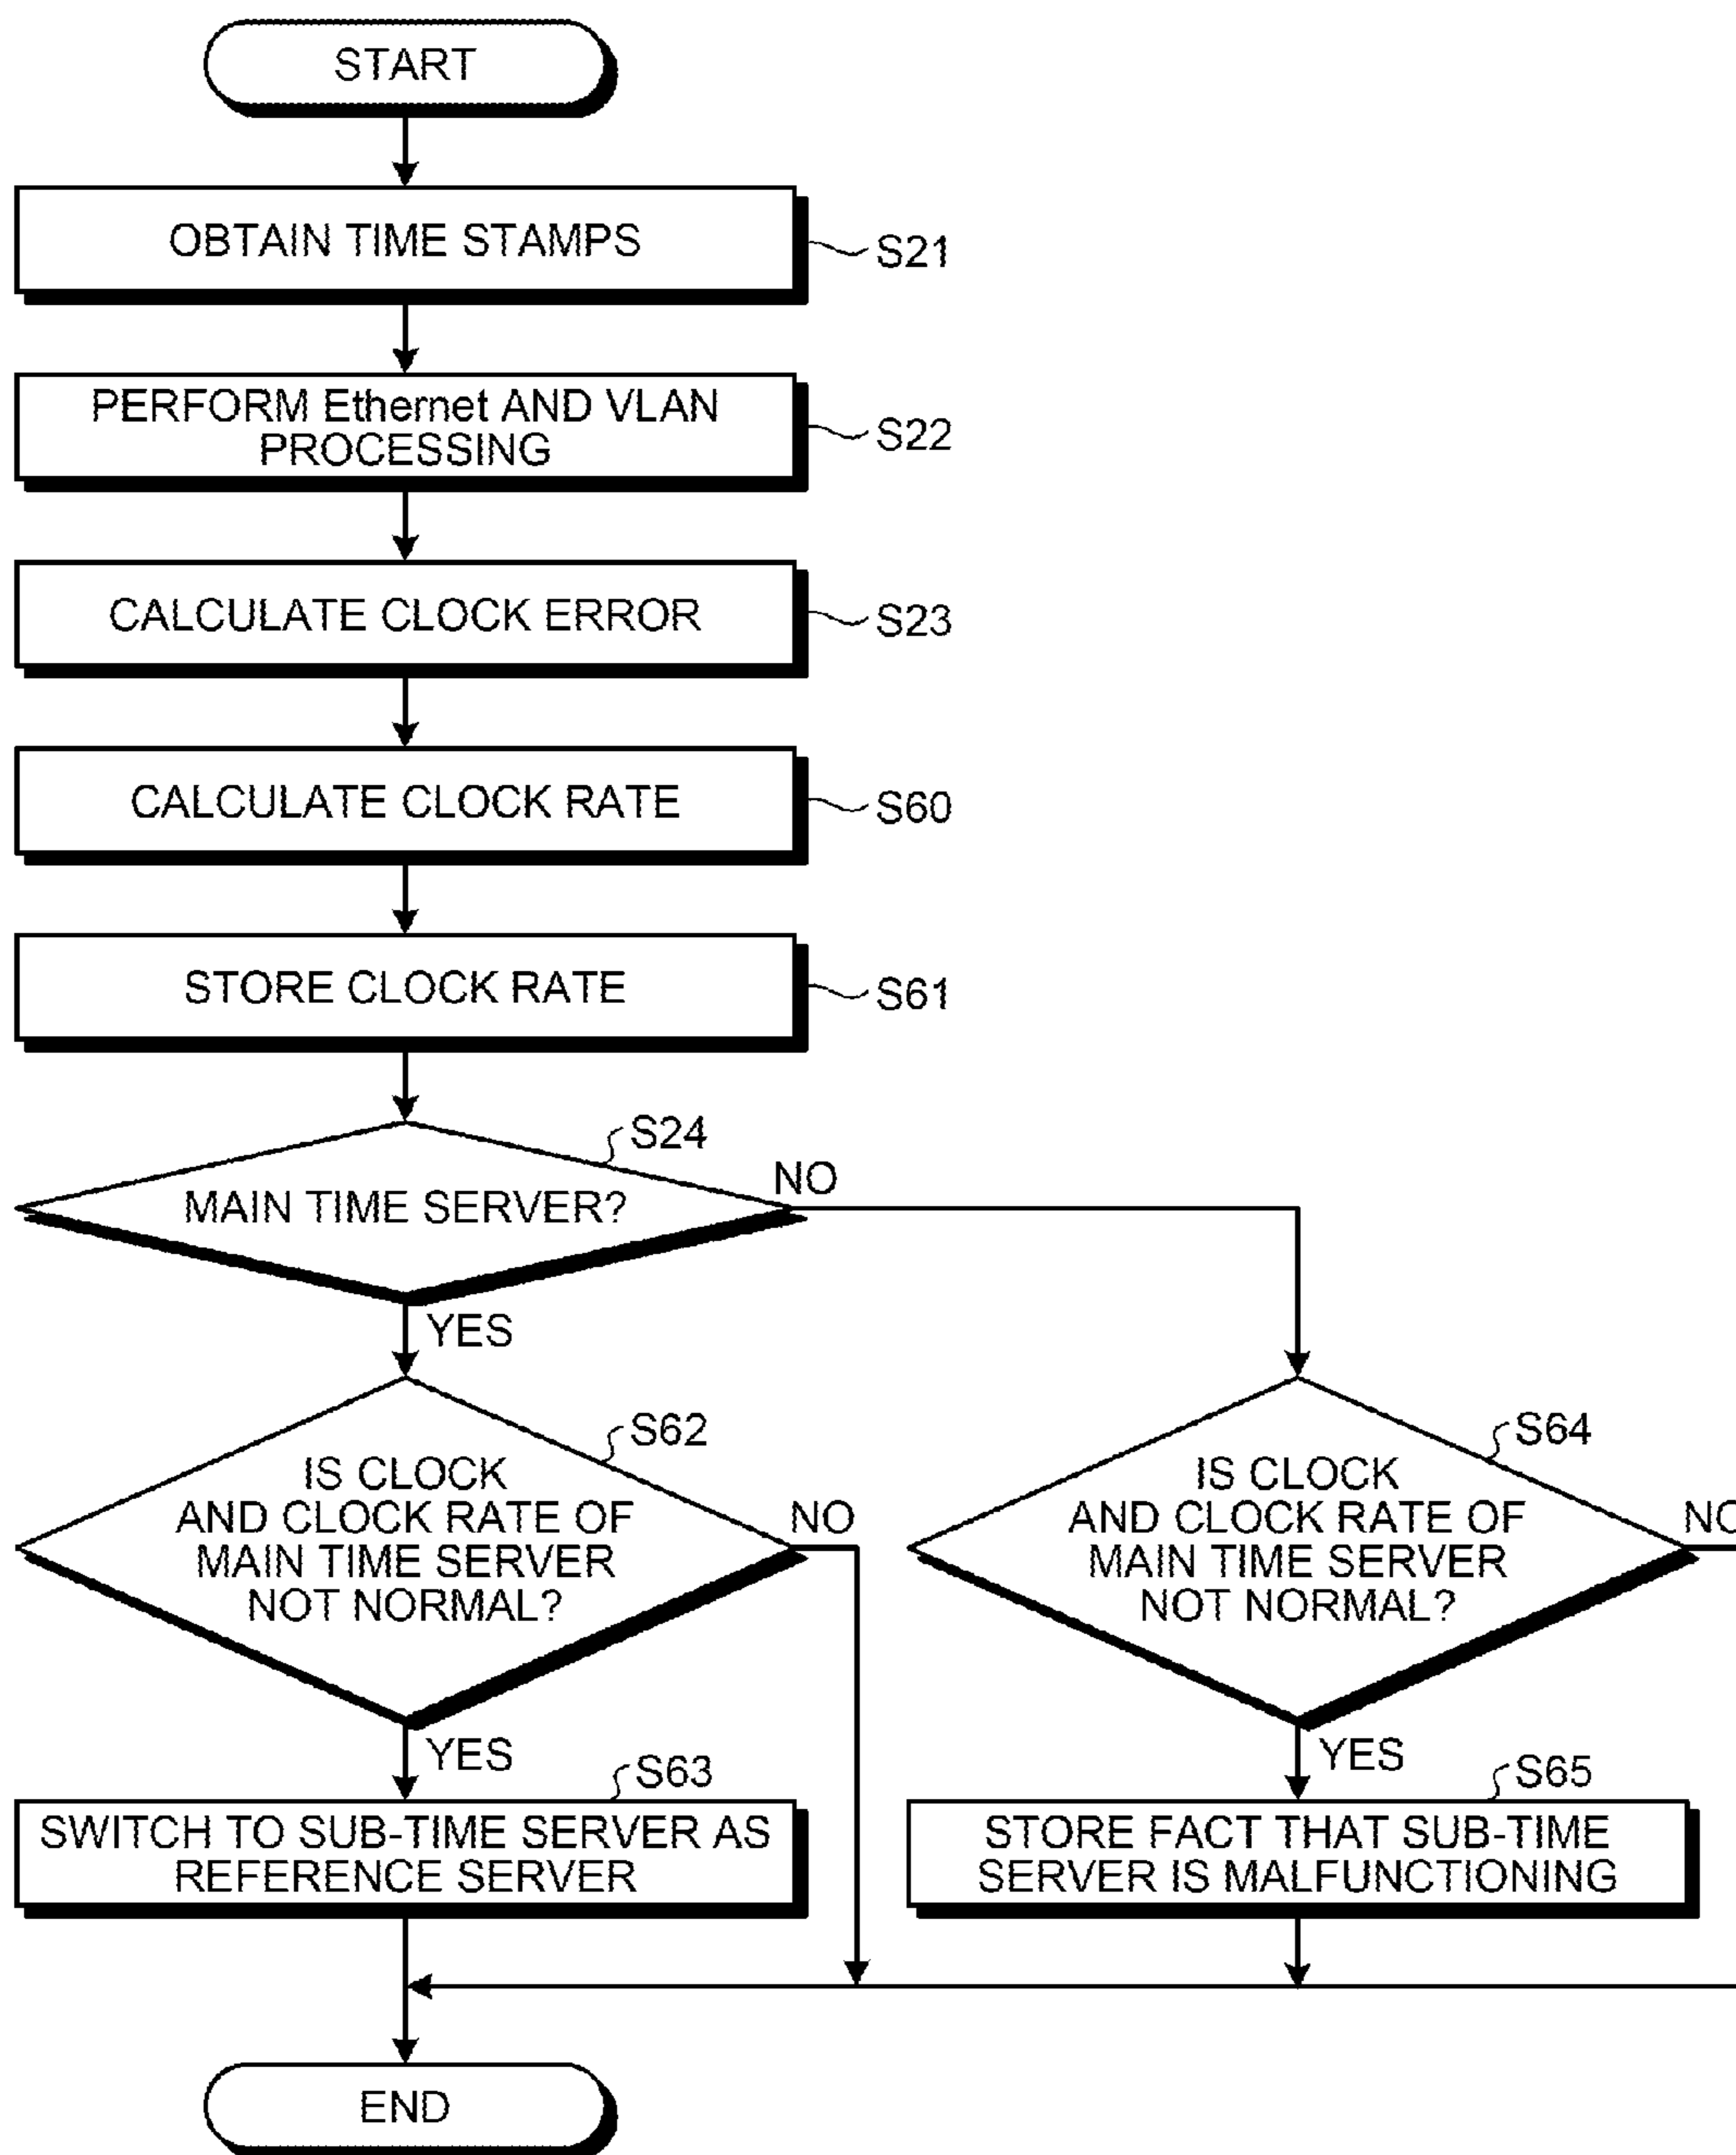 START
OBTAIN TIME STAMPS
S21
PERFORM Ethernet AND VLAN
PROCESSING
S22
CALCULATE CLOCK ERROR
S23
CALCULATE CLOCK RATE
S60
STORE CLOCK RATE
S61
S24
MAIN TIME SERVER?
NO
YES
S62
IS CLOCK
AND CLOCK RATE OF
MAIN TIME SERVER
NOT NORMAL?
NO
YES
S64
IS CLOCK
AND CLOCK RATE OF
MAIN TIME SERVER
NOT NORMAL?
NO
YES
S63
SWITCH TO SUB-TIME SERVER AS
REFERENCE SERVER
S65
STORE FACT THAT SUB-TIME
SERVER IS MALFUNCTIONING
END